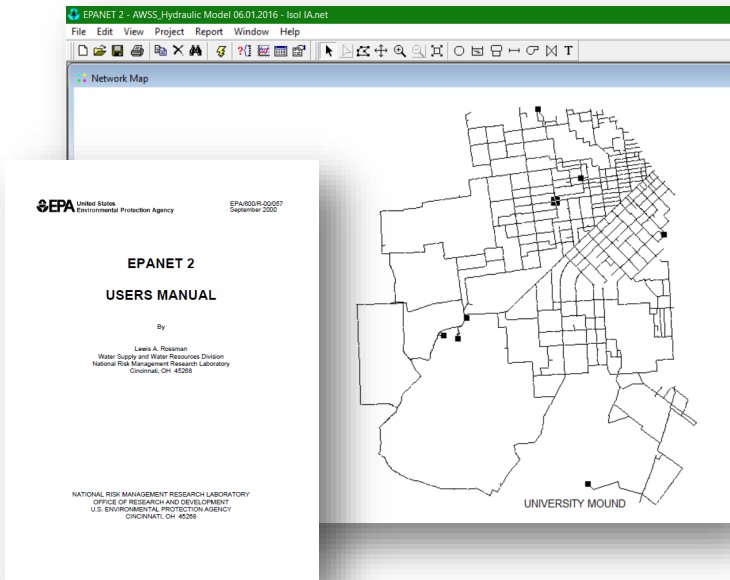 EPANET 2 - AWSS_Hydraulic Model 06.01.2016 - Isol IA.net
File Edit View Project Report Window Help
T
Network Map
UNIVERSITY MOUND
EPA United States
Environmental Protection Agency
EPA/600/R-00/057
September 2000
EPANET 2
USERS MANUAL
By
Lewis A. Rossman
Water Supply and Water Resources Division
National Risk Management Research Laboratory
Cincinnati, OH 45268
NATIONAL RISK MANAGEMENT RESEARCH LABORATORY
OFFICE OF RESEARCH AND DEVELOPMENT
U.S. ENVIRONMENTAL PROTECTION AGENCY
CINCINNATI, OH 45268